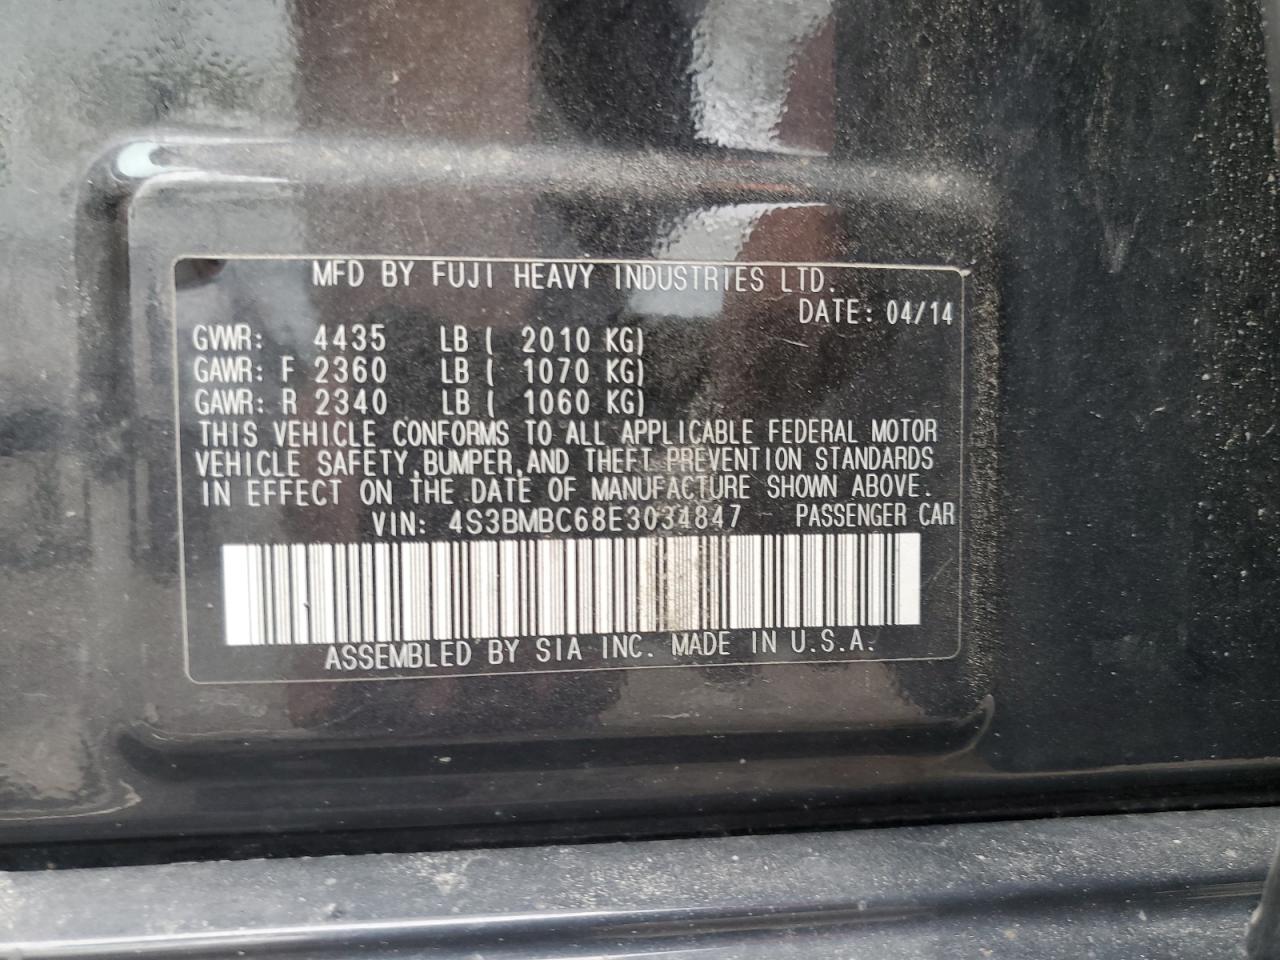 MFD BY FUJI HEAVY INDUSTRIES LTD.
DATE: 04/14
GVWR: 4435 LB ( 2010 KG)
GAWR: F 2360 LB ( 1070 KG)
GAWR: R 2340 LB ( 1060 KG)
THIS VEHICLE CONFORMS TO ALL APPLICABLE FEDERAL MOTOR
VEHICLE SAFETY,BUMPER,AND THEFT PREVENTION STANDARDS
IN EFFECT ON THE DATE OF MANUFACTURE SHOWN ABOVE.
VIN: 4S3BMBC68E3034847 PASSENGER CAR
ASSEMBLED BY SIA INC. MADE IN U.S.A.